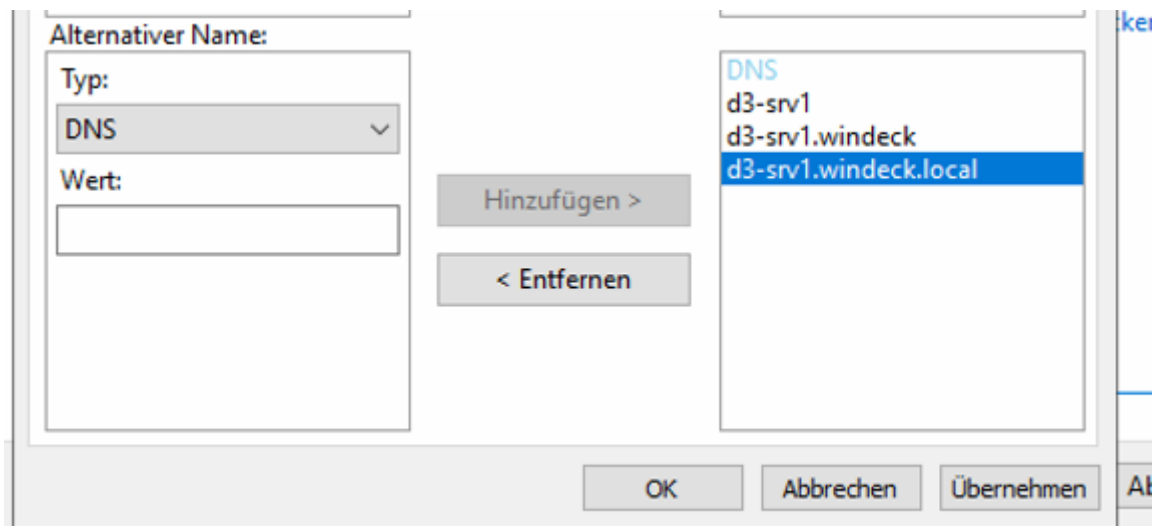 Alternativer Name:
Typ:
DNS
Wert:
Hinzufügen >
< Entfernen
DNS
d3-srv1
d3-srv1.windeck
d3-srv1.windeck.local
OK
Abbrechen
Übernehmen